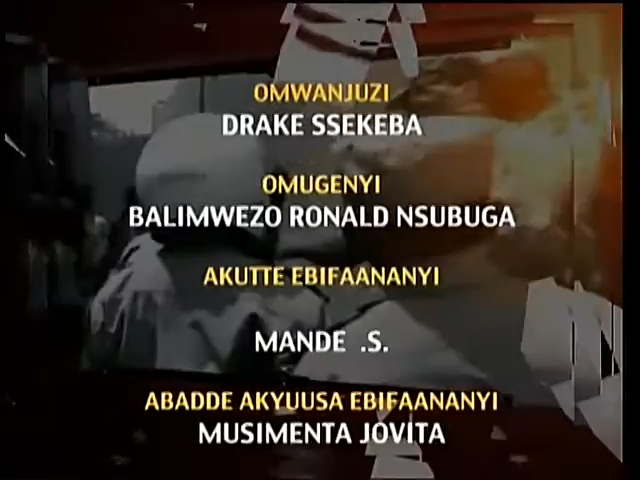 OMWANJUZI
DRAKE SSEKEBA
OMUGENYI
BALIMWEZO RONALD NSUBUGA
AKUTTE EBIFAANANYI
MANDE .S.
ABADDE AKYUUSA EBIFAANANYI
MUSIMENTA JOVITA